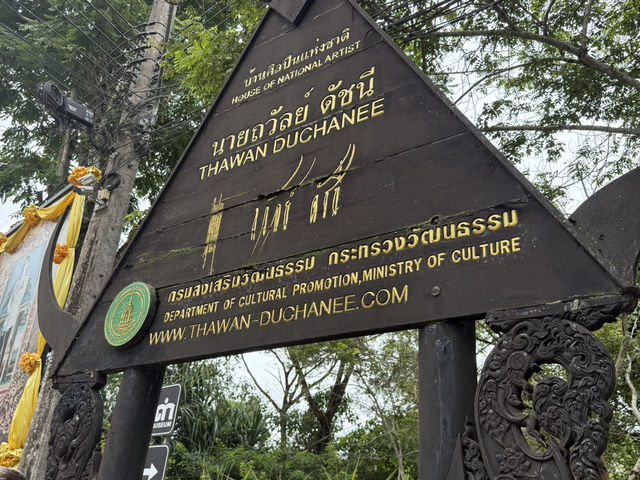 บ้านศิลปินแห่งชาติ
HOUSE OF NATIONAL ARTIST
นายถวัลย์ ดัชนี
THAWAN DUCHANEE
กรมส่งเสริมวัฒนธรรม กระทรวงวัฒนธรรม
DEPARTMENT OF CULTURAL PROMOTION,MINISTRY OF CULTURE
WWW.THAWAN-DUCHANEE.COM
MUSEUM